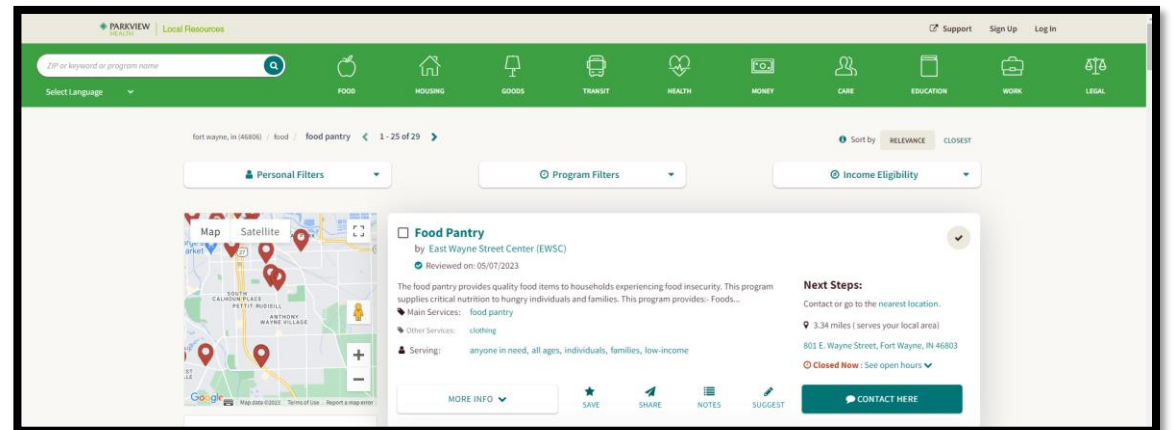 PARKVIEW HEALTH Local Resources Support Sign Up Log In
ZIP or keyword or program name
Select Language
FOOD HOUSING GOODS TRANSIT HEALTH MONEY CARE EDUCATION WORK LEGAL
fort wayne, in (46806) / food / food pantry 1 - 25 of 29 Sort by RELEVANCE CLOSEST
Personal Filters Program Filters Income Eligibility
Map Satellite
27
SOUTH
CALHOUN PLACE
PETTIT-RUDISILL
ANTHONY
WAYNE VILLAGE
Google Map data ©2023 Terms of Use Report a map error
Food Pantry
by East Wayne Street Center (EWSC)
Reviewed on: 05/07/2023
The food pantry provides quality food items to households experiencing food insecurity. This program
supplies critical nutrition to hungry individuals and families. This program provides:- Foods...
Main Services: food pantry
Other Services: clothing
Serving: anyone in need, all ages, individuals, families, low-income
MORE INFO SAVE SHARE NOTES SUGGEST
Next Steps:
Contact or go to the nearest location.
3.34 miles ( serves your local area)
801 E. Wayne Street, Fort Wayne, IN 46803
Closed Now : See open hours
CONTACT HERE